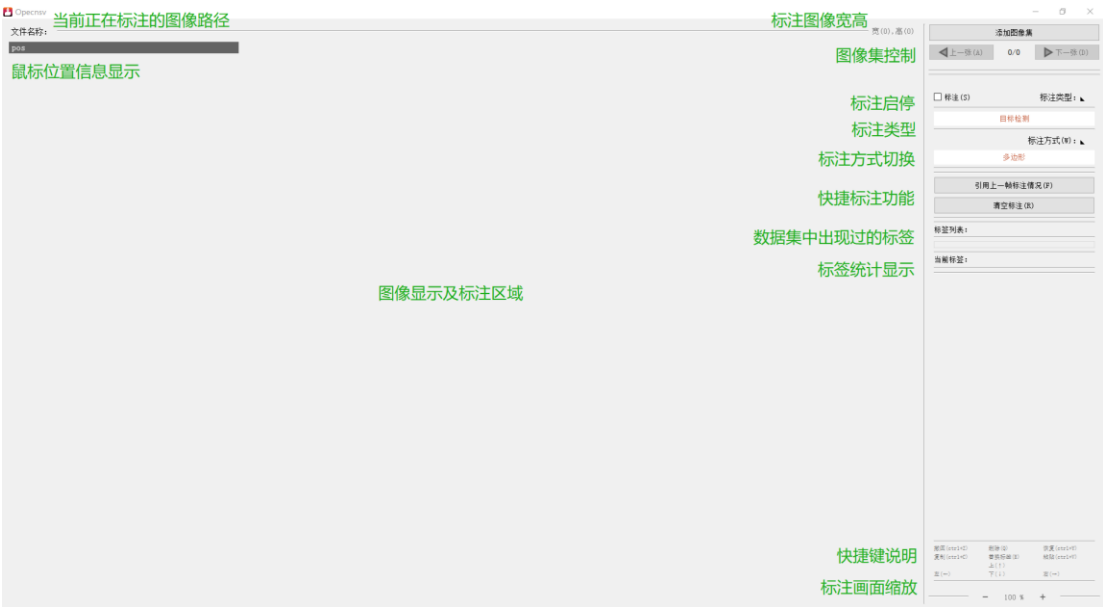 Opecnsv
当前正在标注的图像路径
标注图像宽高
文件名称:
宽(0),高(0)
添加图像集
pos
图像集控制
上一张(A)
0/0
下一张(D)
鼠标位置信息显示
标注启停
标注(S)
标注类型:
标注类型
目标检测
标注方式(W):
标注方式切换
多边形
快捷标注功能
引用上一帧标注情况(F)
清空标注(R)
数据集中出现过的标签
标签列表:
标签统计显示
当前标签:
图像显示及标注区域
快捷键说明
上(↑)
下(↓)
标注画面缩放
- 100 % +